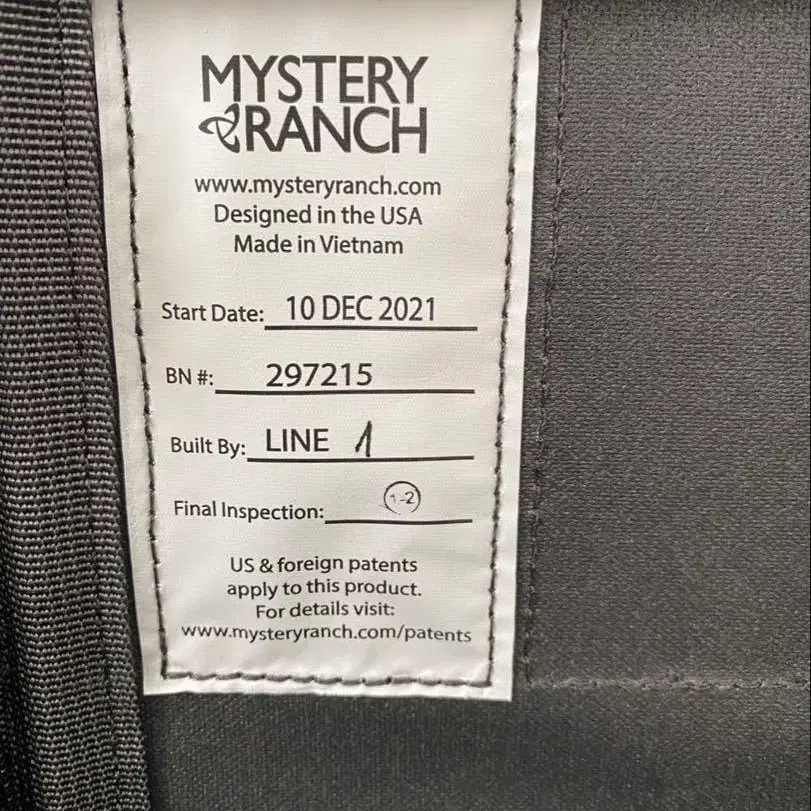 MYSTERY
RANCH
www.mysteryranch.com
Designed in the USA
Made in Vietnam
Start Date: 10 DEC 2021
BN #: 297215
Built By: LINE 1
Final Inspection: 1-2
US & foreign patents
apply to this product.
For details visit:
www.mysteryranch.com/patents